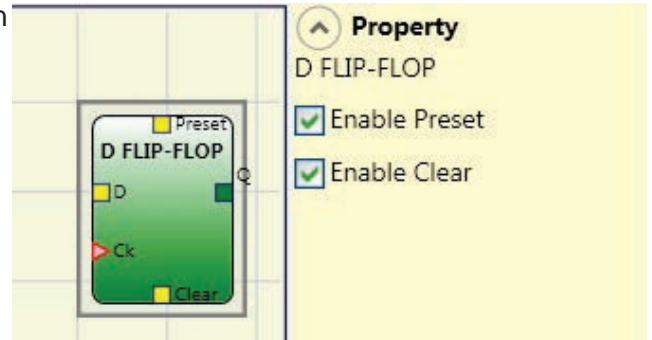 n
Preset
D FLIP-FLOP
Q
D
Ck
Clear
Property
D FLIP-FLOP
Enable Preset
Enable Clear